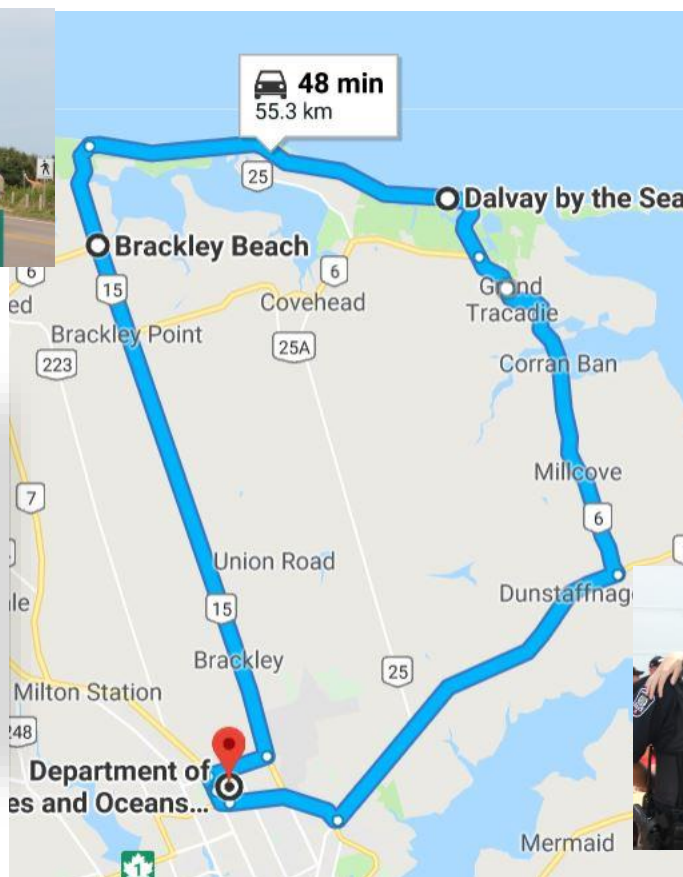 48 min
55.3 km
25
Dalvay by the Sea
Brackley Beach
6
15
6
Covehead
Tracadie
Brackley Point
25A
223
Corran Ban
Millcove
7
6
Union Road
15
Dunstaffnag
Brackley
25
Milton Station
248
Department of
es and Oceans...
Mermaid
1